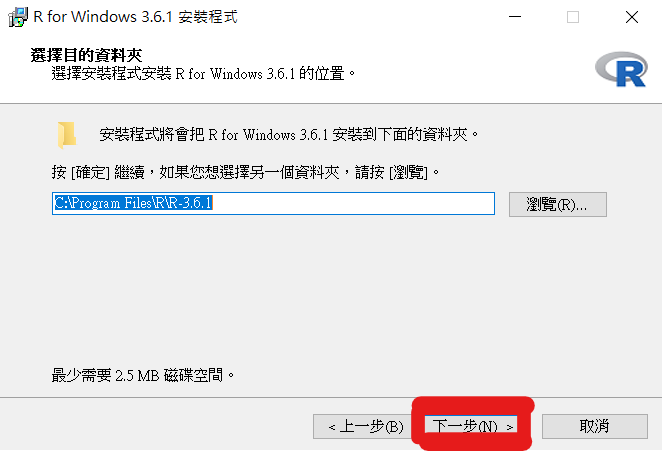 R for Windows 3.6.1 安裝程式
選擇目的資料夾
選擇安裝程式安裝 R for Windows 3.6.1 的位置。
R
安裝程式將會把 R for Windows 3.6.1 安裝到下面的資料夾。
按 [確定] 繼續，如果您想選擇另一個資料夾，請按 [瀏覽]。
C:\Program Files\R\R-3.6.1
瀏覽(R)...
最少需要 2.5 MB 磁碟空間。
< 上一步(B)
下一步(N) >
取消